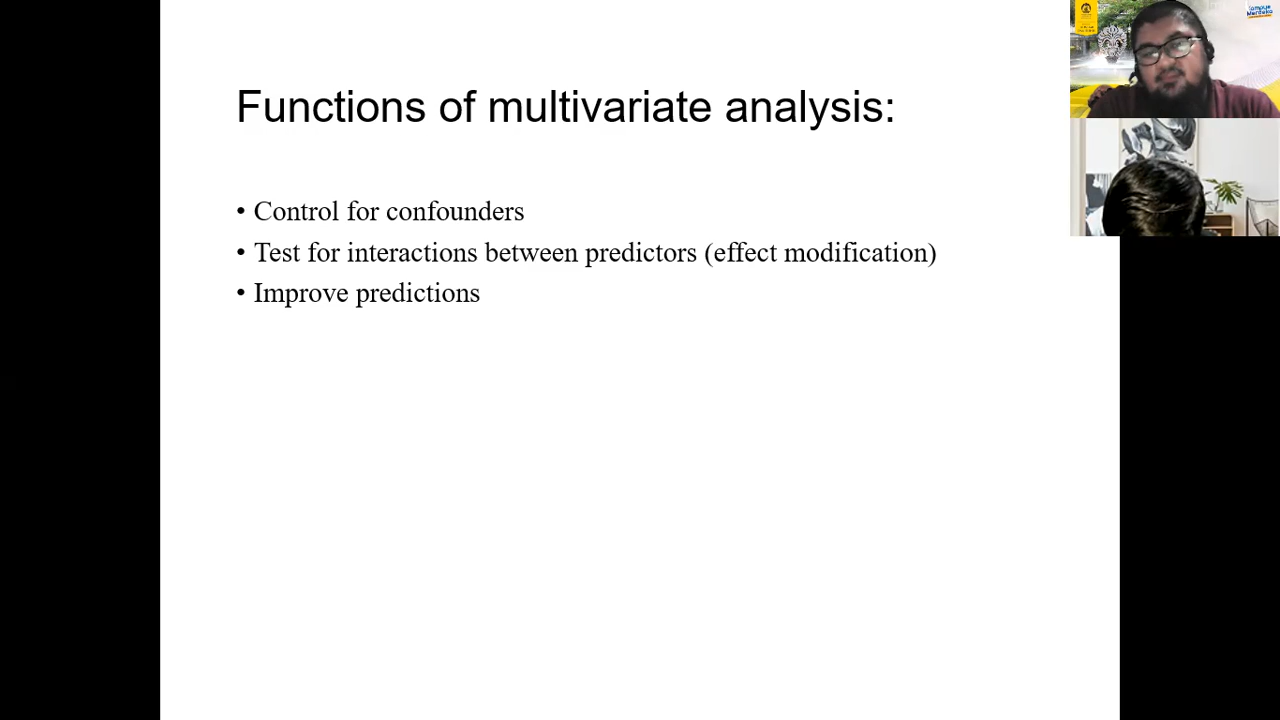 Functions of multivariate analysis:
• Control for confounders
• Test for interactions between predictors (effect modification)
• Improve predictions